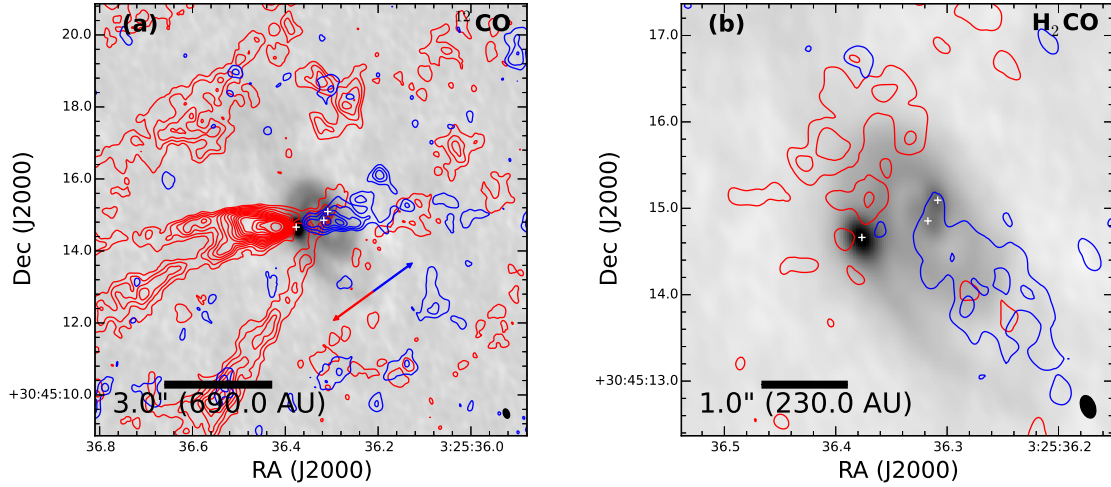 (a)
¹²CO
20.0
18.0
16.0
14.0
12.0
+30:45:10.0
Dec (J2000)
3.0" (690.0 AU)
36.8
36.6
36.4
36.2
3:25:36.0
RA (J2000)
(b)
H₂CO
17.0
16.0
15.0
14.0
+30:45:13.0
Dec (J2000)
1.0" (230.0 AU)
36.5
36.4
36.3
3:25:36.2
RA (J2000)